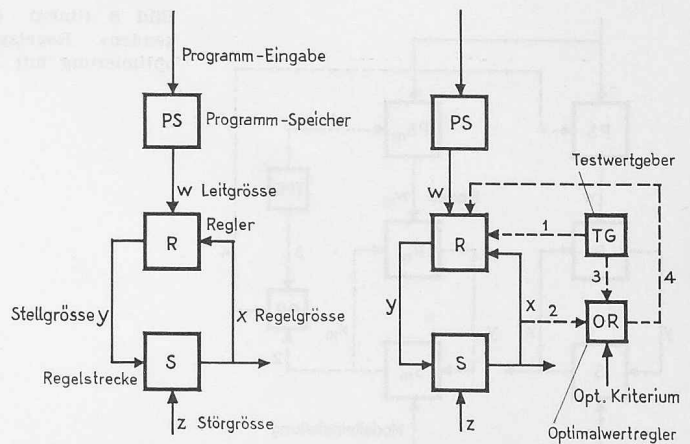 Programm-Eingabe
PS
Programm-Speicher
w Leitgrösse
Regler
R
Stellgrösse y
x Regelgrösse
S
Regelstrecke
z Störgrösse
PS
Testwertgeber
w
R
1
TG
3
4
y
x
2
OR
S
Opt. Kriterium
z
Optimalwertregler